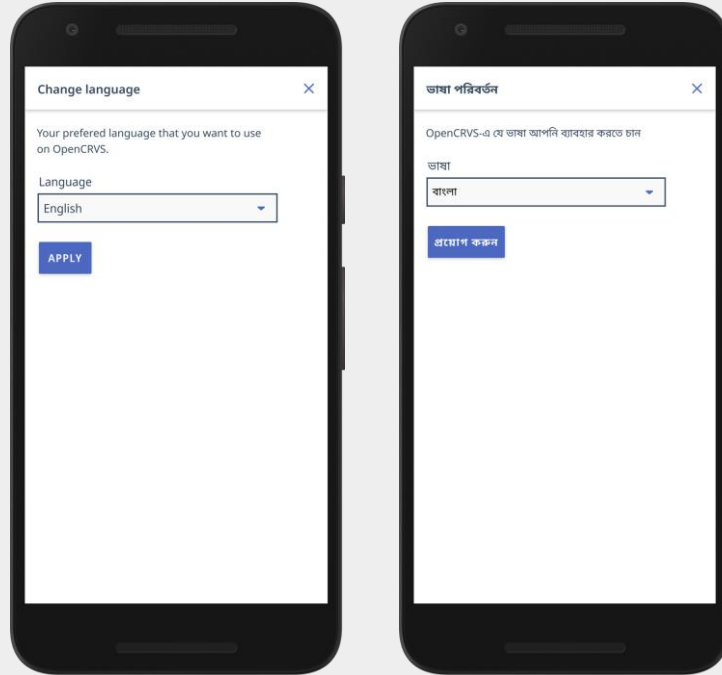 Change language
Your prefered language that you want to use
on OpenCRVS.
Language
English
APPLY
ভাষা পরিবর্তন
OpenCRVS-এ যে ভাষা আপনি ব্যাবহার করতে চান
ভাষা
বাংলা
প্রয়োগ করুন